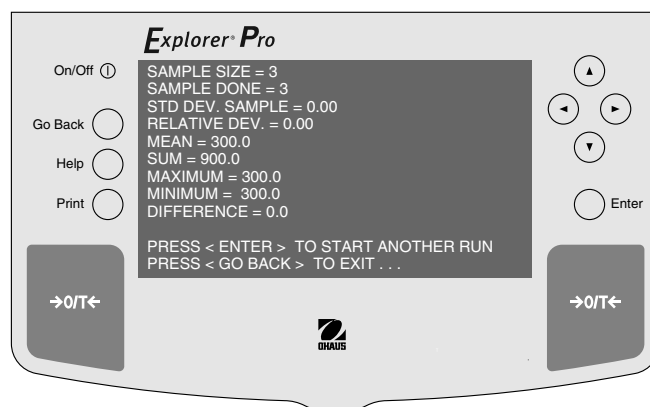 Explorer® Pro
On/Off
SAMPLE SIZE = 3
SAMPLE DONE = 3
STD DEV. SAMPLE = 0.00
RELATIVE DEV. = 0.00
MEAN = 300.0
SUM = 900.0
MAXIMUM = 300.0
MINIMUM = 300.0
DIFFERENCE = 0.0
PRESS < ENTER > TO START ANOTHER RUN
PRESS < GO BACK > TO EXIT . . .
Go Back
Help
Print
Enter
→0/T←
→0/T←
OHAUS